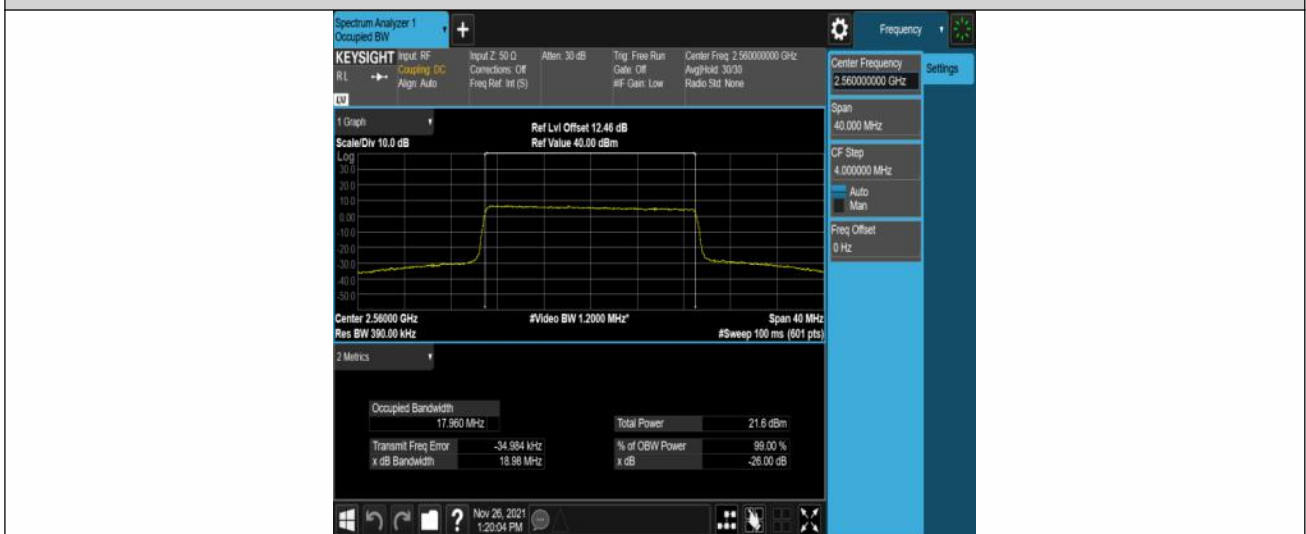 Spectrum Analyzer 1
Occupied BW
Frequency
KEYSIGHT
Input: RF
Coupling: DC
Align: Auto
RL
LXI
Input Z: 50 Ω
Corrections: Off
Freq Ref: Int (S)
Atten: 30 dB
Trig: Free Run
Gate: Off
#IF Gain: Low
Center Freq: 2.560000000 GHz
Avg|Hold: 30/30
Radio Std: None
Center Frequency
2.560000000 GHz
Settings
Span
40.000 MHz
CF Step
4.000000 MHz
Auto
Man
Freq Offset
0 Hz
1 Graph
Scale/Div 10.0 dB
Ref Lvl Offset 12.46 dB
Ref Value 40.00 dBm
Log
30.0
20.0
10.0
0.00
-10.0
-20.0
-30.0
-40.0
-50.0
Center 2.56000 GHz
#Video BW 1.2000 MHz*
Span 40 MHz
Res BW 390.00 kHz
#Sweep 100 ms (601 pts)
2 Metrics
Occupied Bandwidth
17.960 MHz
Total Power 21.6 dBm
Transmit Freq Error -34.984 kHz
% of OBW Power 99.00 %
x dB Bandwidth 18.98 MHz
x dB -26.00 dB
Nov 26, 2021
1:20:04 PM